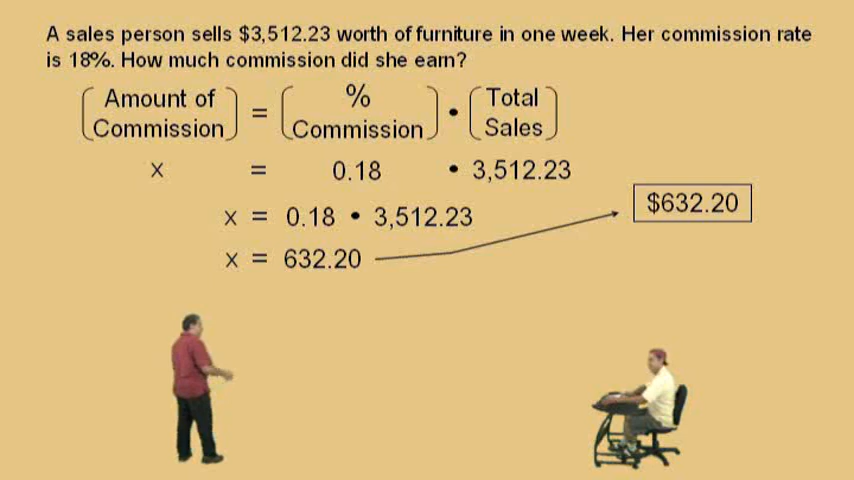 A sales person sells $3,512.23 worth of furniture in one week. Her commission rate
is 18%. How much commission did she earn?
Amount of Commission = % Commission • Total Sales
x = 0.18 • 3,512.23
x = 0.18 • 3,512.23
x = 632.20
$632.20